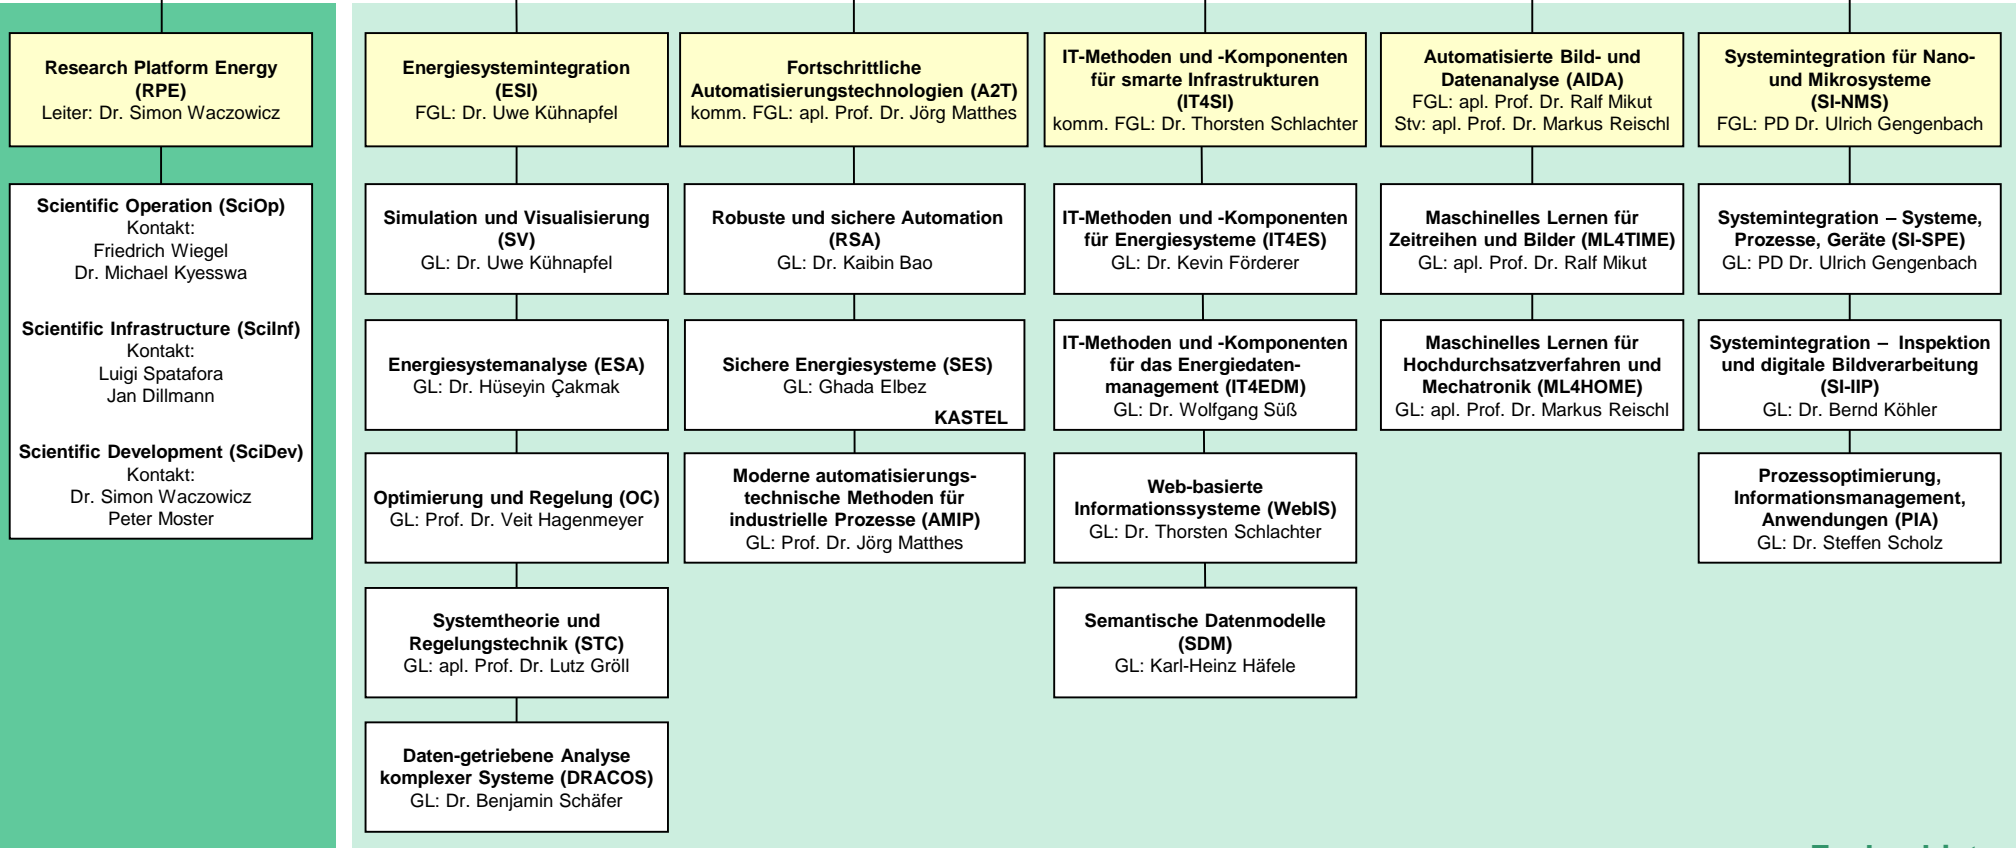 Research Platform Energy
(RPE)
Leiter: Dr. Simon Waczowicz
Scientific Operation (SciOp)
Kontakt:
Friedrich Wiegel
Dr. Michael Kyesswa
Scientific Infrastructure (SciInf)
Kontakt:
Luigi Spatafora
Jan Dillmann
Scientific Development (SciDev)
Kontakt:
Dr. Simon Waczowicz
Peter Moster
Energiesystemintegration
(ESI)
FGL: Dr. Uwe Kühnapfel
Simulation und Visualisierung
(SV)
GL: Dr. Uwe Kühnapfel
Energiesystemanalyse (ESA)
GL: Dr. Hüseyin Çakmak
Optimierung und Regelung (OC)
GL: Prof. Dr. Veit Hagenmeyer
Systemtheorie und
Regelungstechnik (STC)
GL: apl. Prof. Dr. Lutz Gröll
Daten-getriebene Analyse
komplexer Systeme (DRACOS)
GL: Dr. Benjamin Schäfer
Fortschrittliche
Automatisierungstechnologien (A2T)
komm. FGL: apl. Prof. Dr. Jörg Matthes
Robuste und sichere Automation
(RSA)
GL: Dr. Kaibin Bao
Sichere Energiesysteme (SES)
GL: Ghada Elbez
KASTEL
Moderne automatisierungs-
technische Methoden für
industrielle Prozesse (AMIP)
GL: Prof. Dr. Jörg Matthes
IT-Methoden und -Komponenten
für smarte Infrastrukturen
(IT4SI)
komm. FGL: Dr. Thorsten Schlachter
IT-Methoden und -Komponenten
für Energiesysteme (IT4ES)
GL: Dr. Kevin Förderer
IT-Methoden und -Komponenten
für das Energiedaten-
management (IT4EDM)
GL: Dr. Wolfgang Süß
Web-basierte
Informationssysteme (WebIS)
GL: Dr. Thorsten Schlachter
Semantische Datenmodelle
(SDM)
GL: Karl-Heinz Häfele
Automatisierte Bild- und
Datenanalyse (AIDA)
FGL: apl. Prof. Dr. Ralf Mikut
Stv: apl. Prof. Dr. Markus Reischl
Maschinelles Lernen für
Zeitreihen und Bilder (ML4TIME)
GL: apl. Prof. Dr. Ralf Mikut
Maschinelles Lernen für
Hochdurchsatzverfahren und
Mechatronik (ML4HOME)
GL: apl. Prof. Dr. Markus Reischl
Systemintegration für Nano-
und Mikrosysteme
(SI-NMS)
FGL: PD Dr. Ulrich Gengenbach
Systemintegration – Systeme,
Prozesse, Geräte (SI-SPE)
GL: PD Dr. Ulrich Gengenbach
Systemintegration – Inspektion
und digitale Bildverarbeitung
(SI-IIP)
GL: Dr. Bernd Köhler
Prozessoptimierung,
Informationsmanagement,
Anwendungen (PIA)
GL: Dr. Steffen Scholz